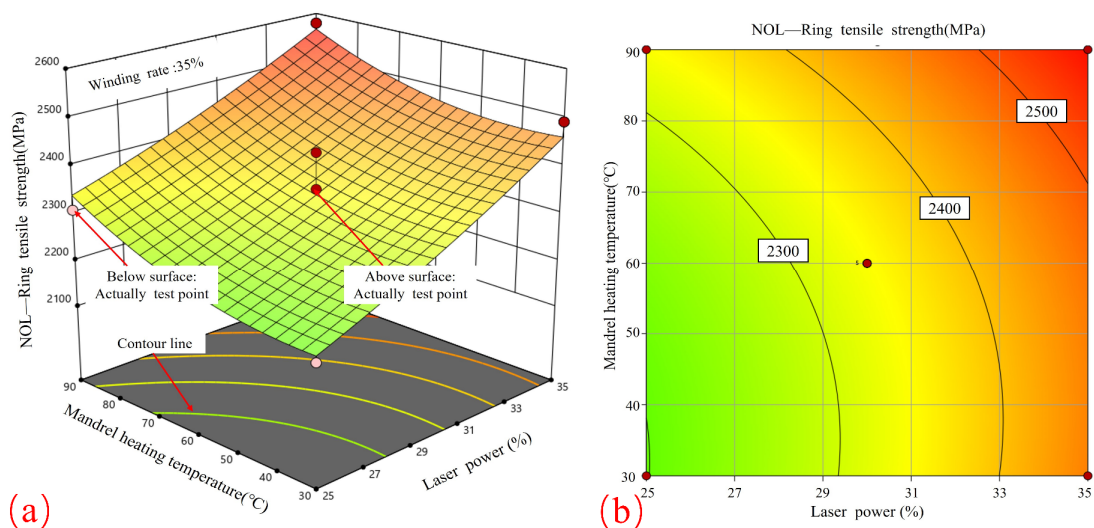 NOL—Ring tensile strength(MPa)
2600
2500
2400
2300
2200
2100
Winding rate :35%
Below surface:
Actually test point
Above surface:
Actually test point
Contour line
90
80
70
60
50
40
30
Mandrel heating temperature(℃)
25
27
29
31
33
35
Laser power (%)
(a)
NOL—Ring tensile strength(MPa)
Mandrel heating temperature(℃)
90
80
70
60
50
40
30
2500
2400
2300
5
25
27
29
31
33
35
Laser power (%)
(b)